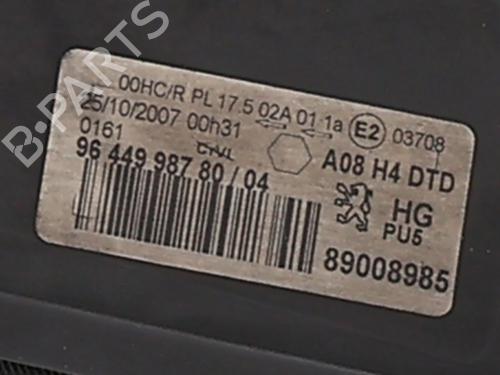 00HC/R PL 17.5 02A 01 1a E2 03708
25/10/2007 00h31
0161
A08 H4 DTD
96 449 987 80 / 04
HG
PU5
89008985
B-PARTS